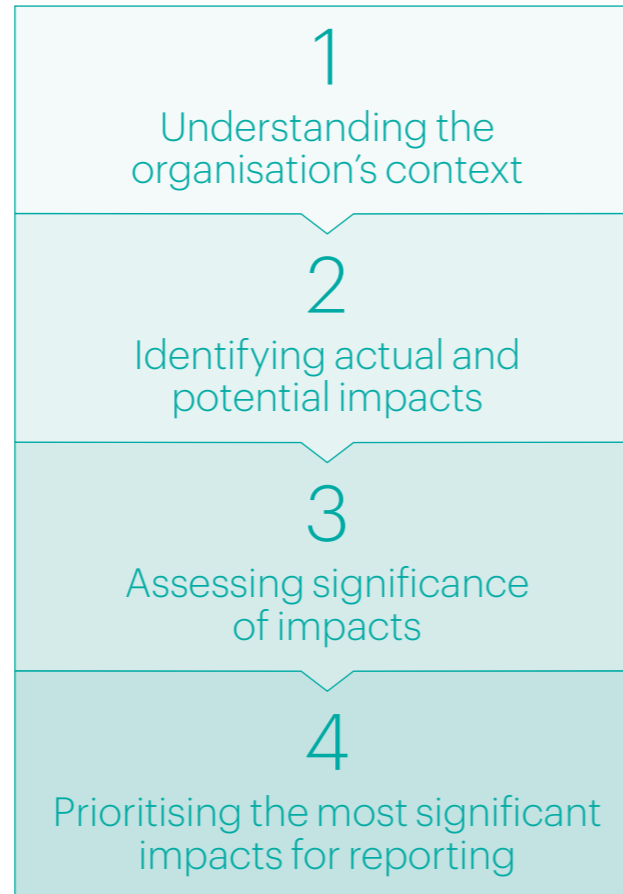 1
Understanding the
organisation’s context
2
Identifying actual and
potential impacts
3
Assessing significance
of impacts
4
Prioritising the most significant
impacts for reporting